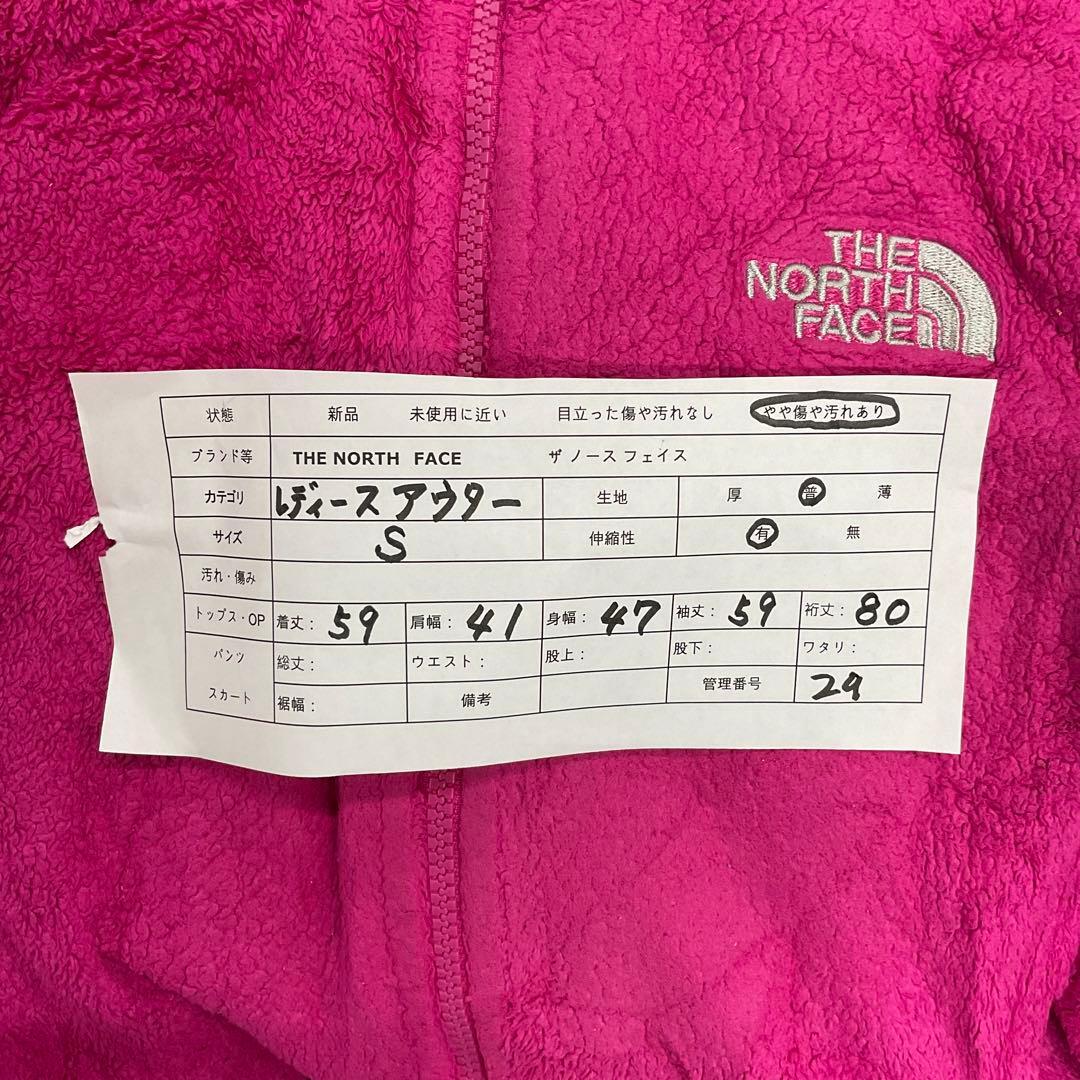 THE
NORTH
FACE
状態 新品 未使用に近い 目立った傷や汚れなし やや傷や汚れあり
ブランド等 THE NORTH FACE ザ ノース フェイス
カテゴリ レディース アウター 生地 厚 普 薄
サイズ S 伸縮性 有 無
汚れ・傷み
トップス・OP 着丈： 59 肩幅： 41 身幅： 47 袖丈： 59 裄丈： 80
パンツ 総丈： ウエスト： 股上： 股下： ワタリ：
スカート 裾幅： 備考 管理番号 29